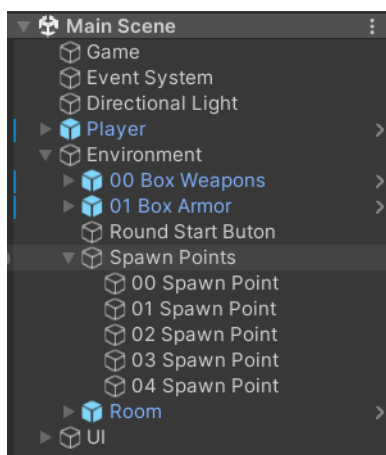 Main Scene
Game
Event System
Directional Light
Player
Environment
00 Box Weapons
01 Box Armor
Round Start Buton
Spawn Points
00 Spawn Point
01 Spawn Point
02 Spawn Point
03 Spawn Point
04 Spawn Point
Room
UI